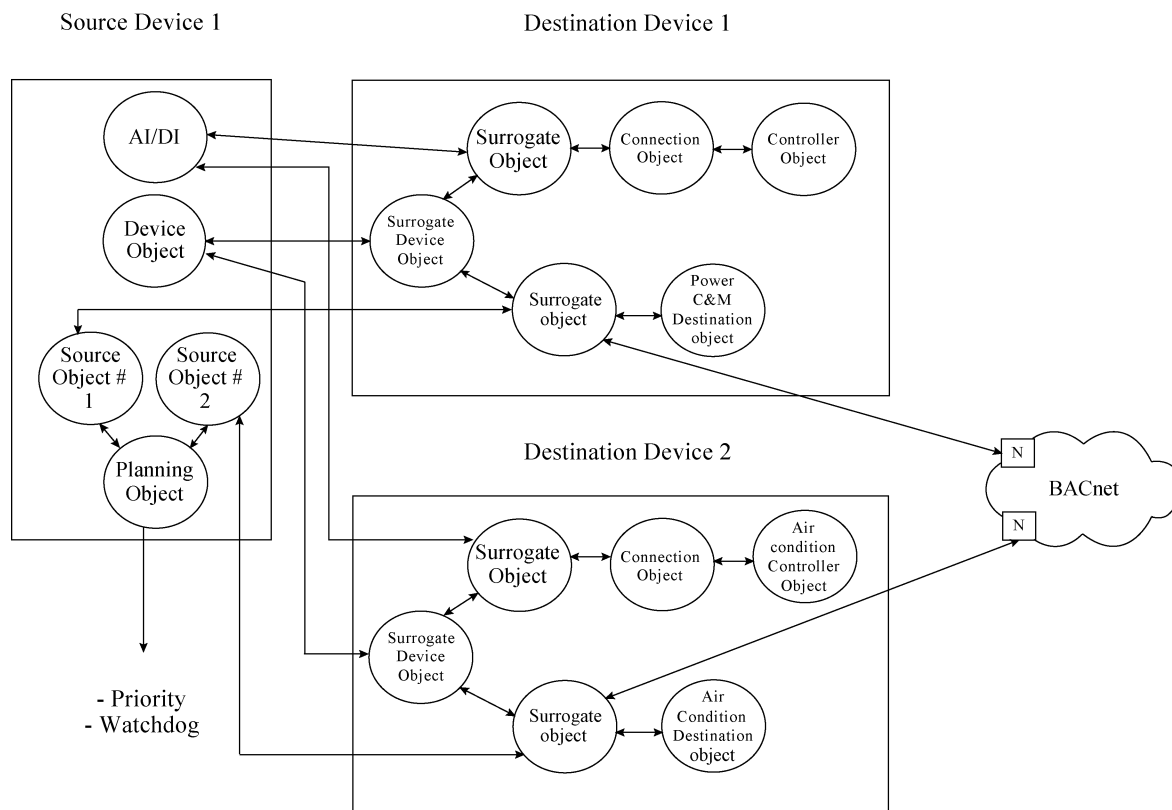 Source Device 1
Destination Device 1
AI/DI
Device
Object
Source
Object #
1
Source
Object #
2
Planning
Object
- Priority
- Watchdog
Surrogate
Object
Connection
Object
Controller
Object
Surrogate
Device
Object
Surrogate
object
Power
C&M
Destination
object
Destination Device 2
Surrogate
Object
Connection
Object
Air
condition
Controller
Object
Surrogate
Device
Object
Surrogate
object
Air
Condition
Destination
object
N
BACnet
N